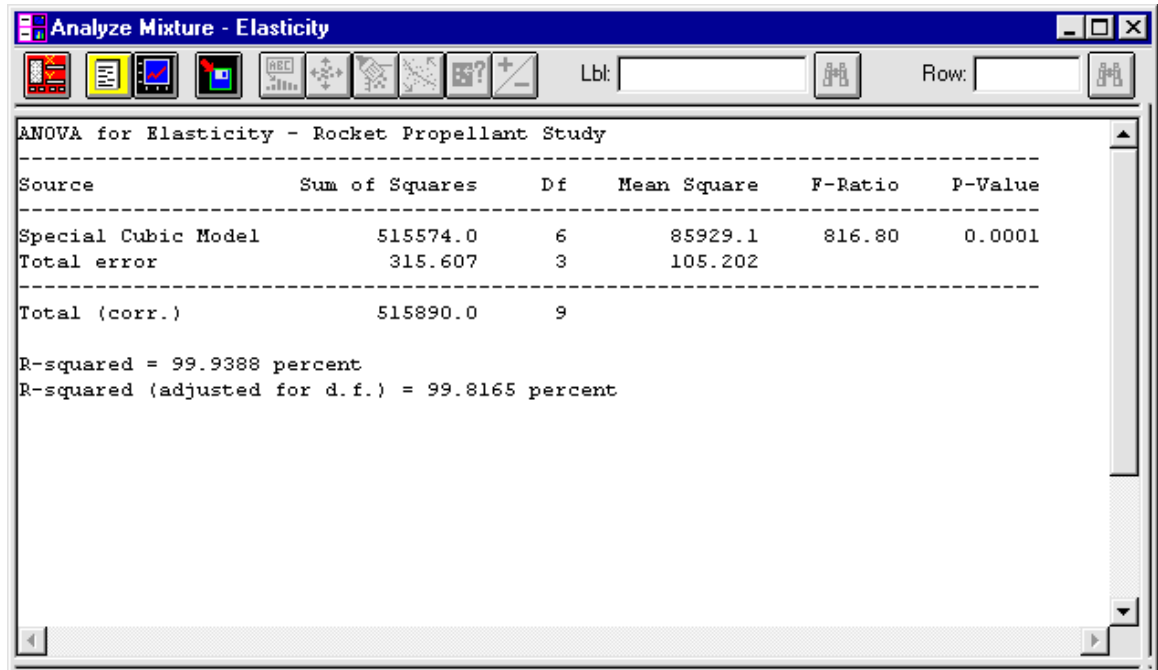 Analyze Mixture - Elasticity
ABC Lbl: Row:
ANOVA for Elasticity - Rocket Propellant Study
--------------------------------------------------------------------------------
Source Sum of Squares Df Mean Square F-Ratio P-Value
--------------------------------------------------------------------------------
Special Cubic Model 515574.0 6 85929.1 816.80 0.0001
Total error 315.607 3 105.202
--------------------------------------------------------------------------------
Total (corr.) 515890.0 9
R-squared = 99.9388 percent
R-squared (adjusted for d.f.) = 99.8165 percent